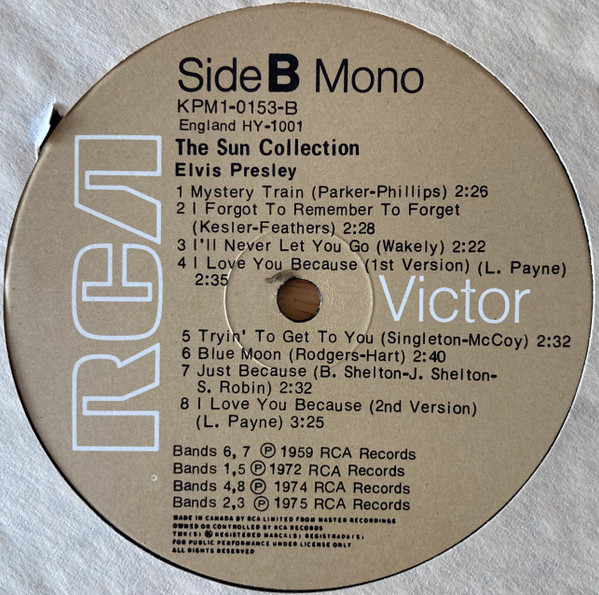 Side B Mono
KPM1-0153-B
England HY-1001
The Sun Collection
Elvis Presley
1 Mystery Train (Parker-Phillips) 2:26
2 I Forgot To Remember To Forget
(Kesler-Feathers) 2:28
3 I'll Never Let You Go (Wakely) 2:22
4 I Love You Because (1st Version) (L. Payne)
2:35
RCA
Victor
5 Tryin' To Get To You (Singleton-McCoy) 2:32
6 Blue Moon (Rodgers-Hart) 2:40
7 Just Because (B. Shelton-J. Shelton-
S. Robin) 2:32
8 I Love You Because (2nd Version)
(L. Payne) 3:25
Bands 6, 7 Ⓟ 1959 RCA Records
Bands 1,5 Ⓟ 1972 RCA Records
Bands 4,8 Ⓟ 1974 RCA Records
Bands 2,3 Ⓟ 1975 RCA Records
MADE IN CANADA BY RCA LIMITED FROM MASTER RECORDINGS
OWNED OR CONTROLLED BY RCA RECORDS
TMK(S) ® REGISTERED MARCA(S) REGISTRADA(S)
FOR PUBLIC PERFORMANCE UNDER LICENSE ONLY
ALL RIGHTS RESERVED